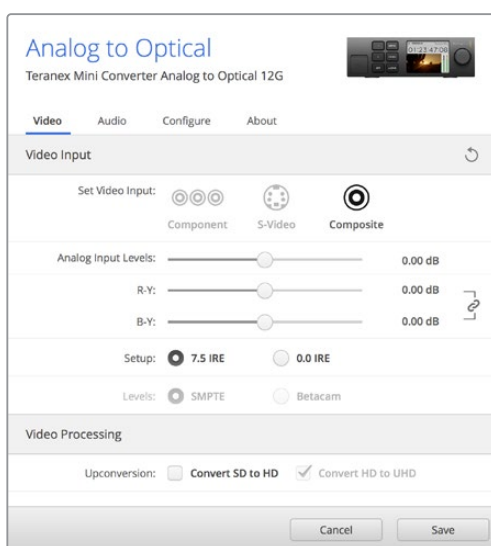 Analog to Optical
Teranex Mini Converter Analog to Optical 12G
01:23:47:08
Video Audio Configure About
Video Input
Set Video Input:
Component S-Video Composite
Analog Input Levels: 0.00 dB
R-Y: 0.00 dB
B-Y: 0.00 dB
Setup: 7.5 IRE 0.0 IRE
Levels: SMPTE Betacam
Video Processing
Upconversion: Convert SD to HD Convert HD to UHD
Cancel Save